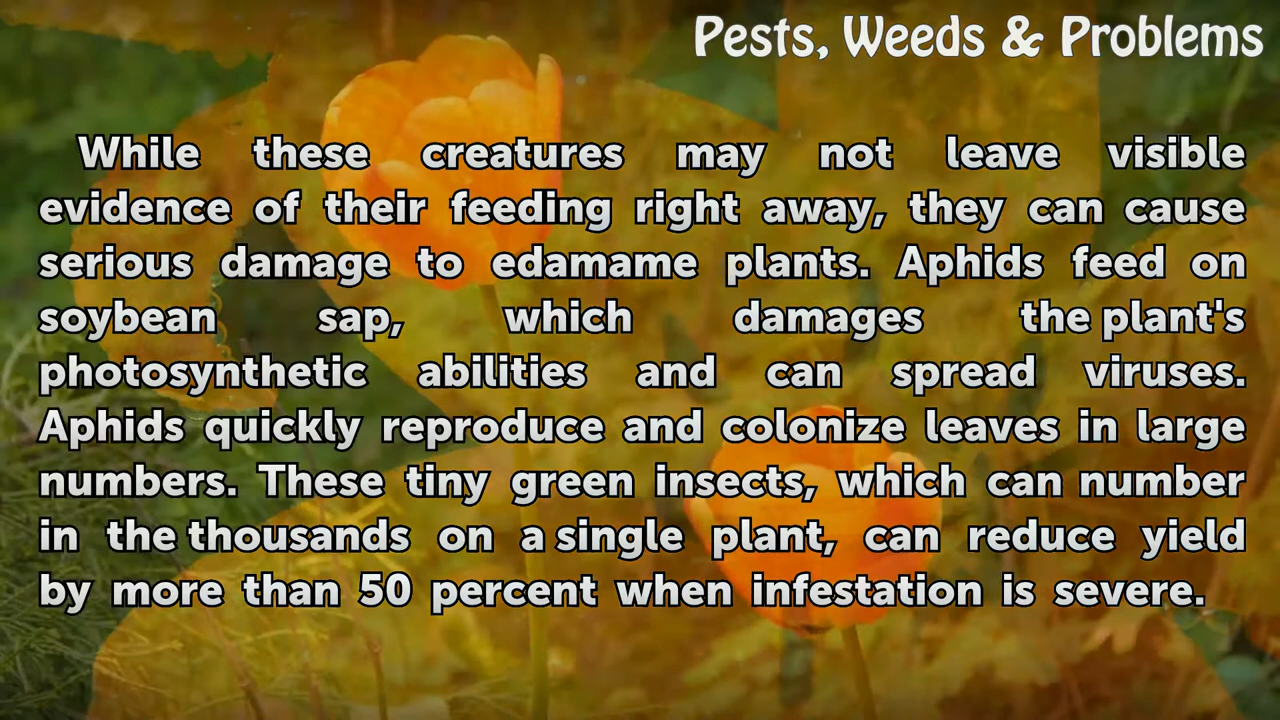 Pests, Weeds & Problems
While these creatures may not leave visible
evidence of their feeding right away, they can cause
serious damage to edamame plants. Aphids feed on
soybean sap, which damages the plant's
photosynthetic abilities and can spread viruses.
Aphids quickly reproduce and colonize leaves in large
numbers. These tiny green insects, which can number
in the thousands on a single plant, can reduce yield
by more than 50 percent when infestation is severe.